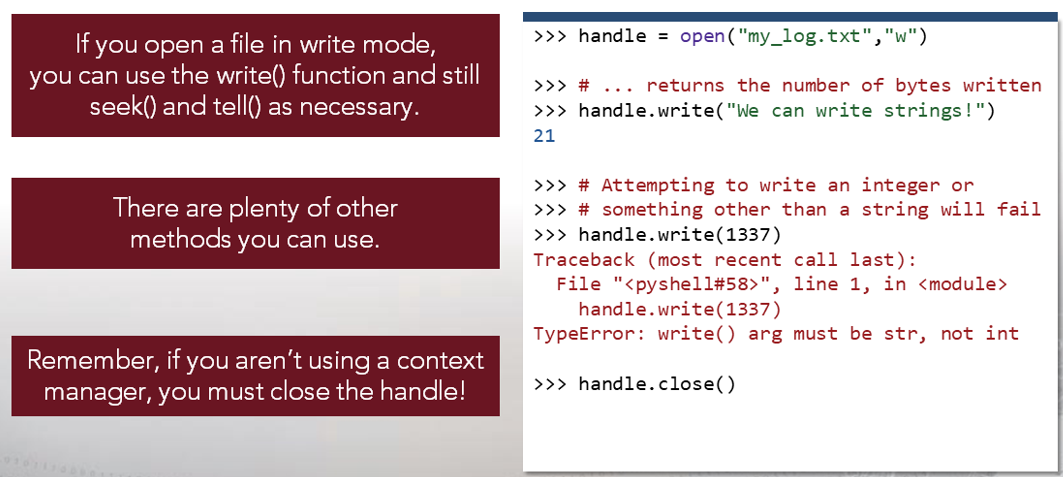 If you open a file in write mode,
you can use the write() function and still
seek() and tell() as necessary.
There are plenty of other
methods you can use.
Remember, if you aren't using a context
manager, you must close the handle!
>>> handle = open("my_log.txt","w")
>>> # ... returns the number of bytes written
>>> handle.write("We can write strings!")
21
>>> # Attempting to write an integer or
>>> # something other than a string will fail
>>> handle.write(1337)
Traceback (most recent call last):
  File "<pyshell#58>", line 1, in <module>
    handle.write(1337)
TypeError: write() arg must be str, not int
>>> handle.close()